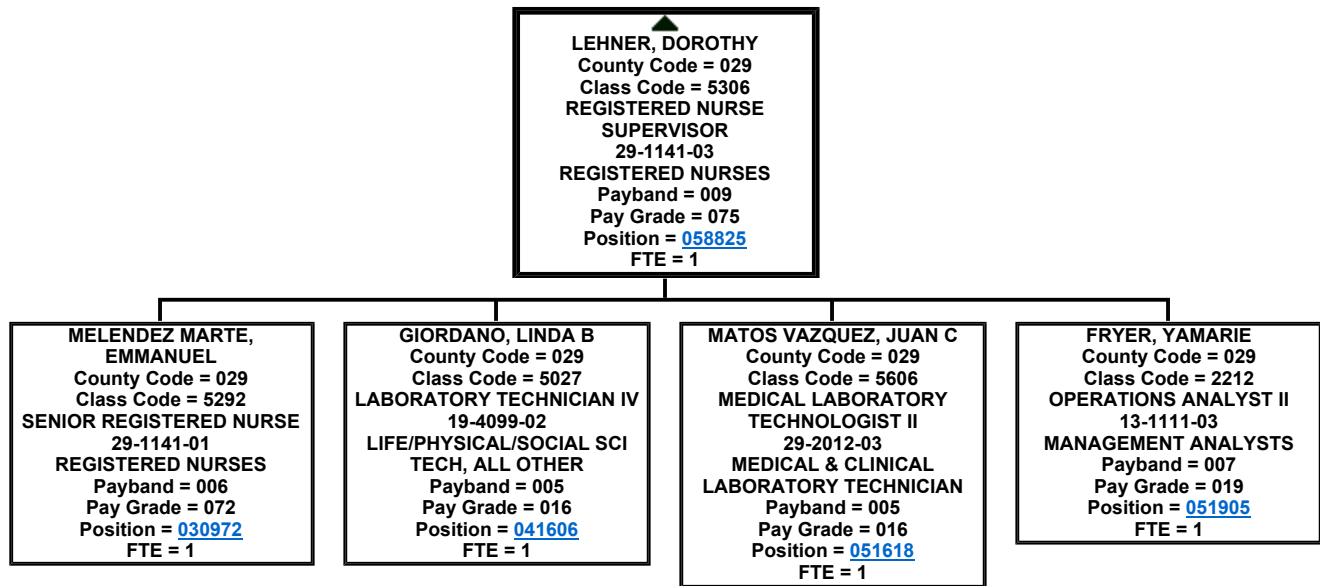 LEHNER, DOROTHY
County Code = 029
Class Code = 5306
REGISTERED NURSE
SUPERVISOR
29-1141-03
REGISTERED NURSES
Payband = 009
Pay Grade = 075
Position = 058825
FTE = 1
MELENDEZ MARTE,
EMMANUEL
County Code = 029
Class Code = 5292
SENIOR REGISTERED NURSE
29-1141-01
REGISTERED NURSES
Payband = 006
Pay Grade = 072
Position = 030972
FTE = 1
GIORDANO, LINDA B
County Code = 029
Class Code = 5027
LABORATORY TECHNICIAN IV
19-4099-02
LIFE/PHYSICAL/SOCIAL SCI
TECH, ALL OTHER
Payband = 005
Pay Grade = 016
Position = 041606
FTE = 1
MATOS VAZQUEZ, JUAN C
County Code = 029
Class Code = 5606
MEDICAL LABORATORY
TECHNOLOGIST II
29-2012-03
MEDICAL & CLINICAL
LABORATORY TECHNICIAN
Payband = 005
Pay Grade = 016
Position = 051618
FTE = 1
FRYER, YAMARIE
County Code = 029
Class Code = 2212
OPERATIONS ANALYST II
13-1111-03
MANAGEMENT ANALYSTS
Payband = 007
Pay Grade = 019
Position = 051905
FTE = 1